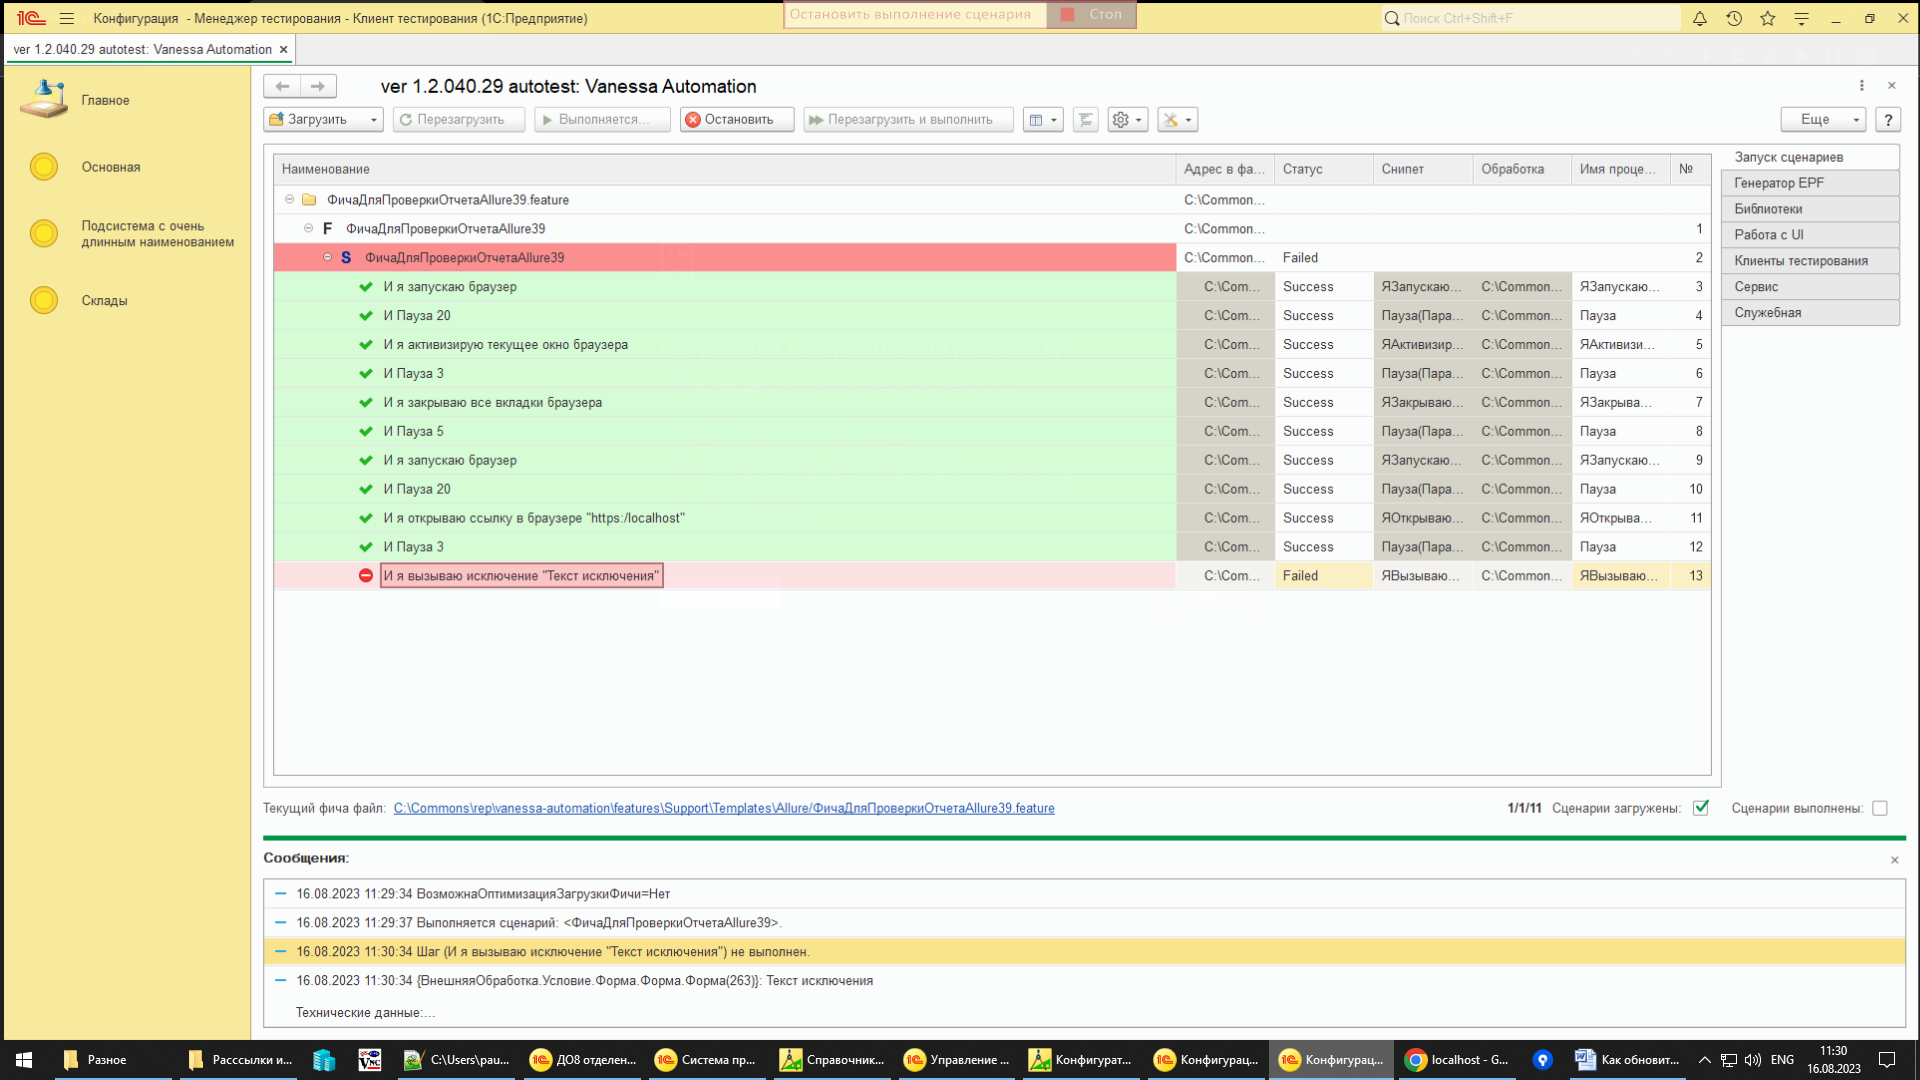 Конфигурация - Менеджер тестирования - Клиент тестирования (1С:Предприятие)
Остановить выполнение сценария Стоп
Поиск Ctrl+Shift+F
ver 1.2.040.29 autotest: Vanessa Automation
Главное
Основная
Подсистема с очень
длинным наименованием
Склады
ver 1.2.040.29 autotest: Vanessa Automation
Загрузить Перезагрузить Выполняется... Остановить Перезагрузить и выполнить Еще ?
Наименование Адрес в фа... Статус Снипет Обработка Имя проце... №
ФичаДляПроверкиОтчетаAllure39.feature C:\Common...
F ФичаДляПроверкиОтчетаAllure39 C:\Common... 1
S ФичаДляПроверкиОтчетаAllure39 C:\Common... Failed 2
И я запускаю браузер C:\Com... Success ЯЗапускаю... C:\Common... ЯЗапускаю... 3
И Пауза 20 C:\Com... Success Пауза(Пара... C:\Common... Пауза 4
И я активизирую текущее окно браузера C:\Com... Success ЯАктивизир... C:\Common... ЯАктивизи... 5
И Пауза 3 C:\Com... Success Пауза(Пара... C:\Common... Пауза 6
И я закрываю все вкладки браузера C:\Com... Success ЯЗакрываю... C:\Common... ЯЗакрыва... 7
И Пауза 5 C:\Com... Success Пауза(Пара... C:\Common... Пауза 8
И я запускаю браузер C:\Com... Success ЯЗапускаю... C:\Common... ЯЗапускаю... 9
И Пауза 20 C:\Com... Success Пауза(Пара... C:\Common... Пауза 10
И я открываю ссылку в браузере "https:/localhost" C:\Com... Success ЯОткрываю... C:\Common... ЯОткрыва... 11
И Пауза 3 C:\Com... Success Пауза(Пара... C:\Common... Пауза 12
И я вызываю исключение "Текст исключения" C:\Com... Failed ЯВызываю... C:\Common... ЯВызываю... 13
Запуск сценариев
Генератор EPF
Библиотеки
Работа с UI
Клиенты тестирования
Сервис
Служебная
Текущий фича файл: C:\Commons\rep\vanessa-automation\features\Support\Templates\Allure/ФичаДляПроверкиОтчетаAllure39.feature 1/1/11 Сценарии загружены: Сценарии выполнены:
Сообщения:
16.08.2023 11:29:34 ВозможнаОптимизацияЗагрузкиФичи=Нет
16.08.2023 11:29:37 Выполняется сценарий: <ФичаДляПроверкиОтчетаAllure39>.
16.08.2023 11:30:34 Шаг (И я вызываю исключение "Текст исключения") не выполнен.
16.08.2023 11:30:34 {ВнешняяОбработка.Условие.Форма.Форма.Форма(263)}: Текст исключения
Технические данные:...
Разное Расссылки и... C:\Users\pau... ДО8 отделен... Система пр... Справочник... Управление ... Конфигурат... Конфигурац... Конфигурац... localhost - G... Как обновит... ENG 11:30
16.08.2023